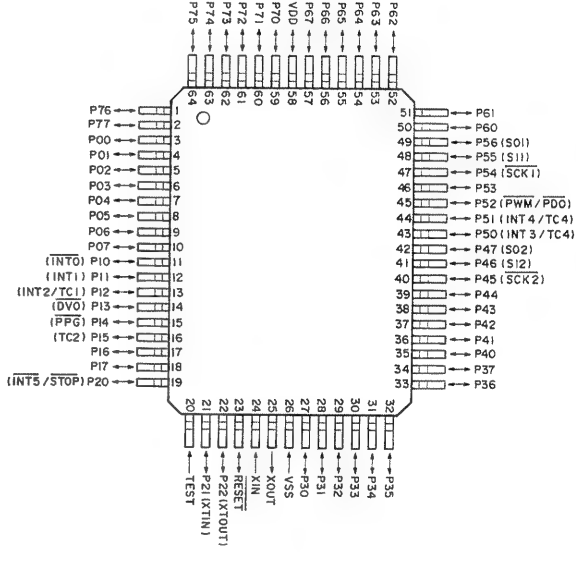 P75 P74 P73 P72 P71 P70 VDD P67 P66 P65 P64 P63 P62
64 63 62 61 60 59 58 57 56 55 54 53 52
P76 1
P77 2
P00 3
P01 4
P02 5
P03 6
P04 7
P05 8
P06 9
P07 10
(INT0) P10 11
(INT1) P11 12
(INT2/TC1) P12 13
(DVO) P13 14
(PPG) P14 15
(TC2) P15 16
P16 17
P17 18
(INT5/STOP) P20 19
51 P61
50 P60
49 P56 (SO1)
48 P55 (SI1)
47 P54 (SCK1)
46 P53
45 P52 (PWM/PDO)
44 P51 (INT4/TC4)
43 P50 (INT3/TC4)
42 P47 (SO2)
41 P46 (SI2)
40 P45 (SCK2)
39 P44
38 P43
37 P42
36 P41
35 P40
34 P37
33 P36
20 21 22 23 24 25 26 27 28 29 30 31 32
TEST P21 (XTIN) P22 (XTOUT) RESET XIN XOUT VSS P30 P31 P32 P33 P34 P35